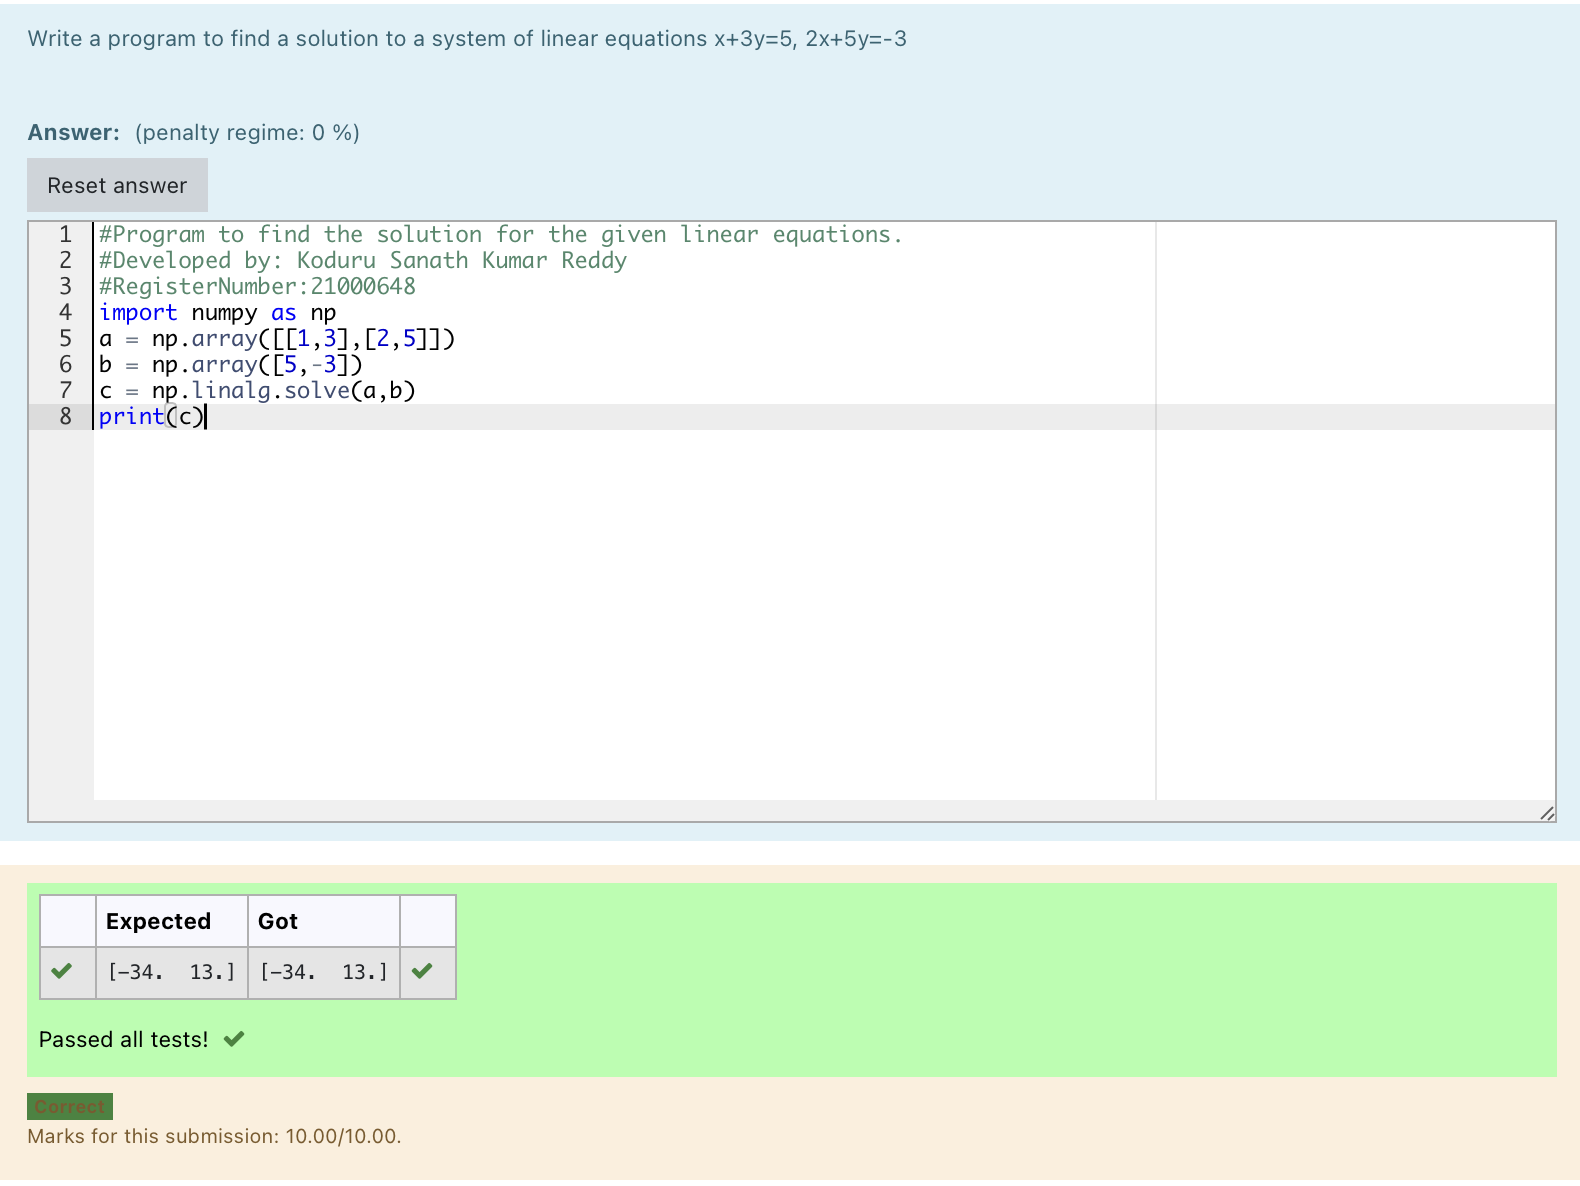 Write a program to find a solution to a system of linear equations x+3y=5, 2x+5y=-3
Answer: (penalty regime: 0 %)
Reset answer
1 #Program to find the solution for the given linear equations.
2 #Developed by: Koduru Sanath Kumar Reddy
3 #RegisterNumber:21000648
4 import numpy as np
5 a = np.array([[1,3],[2,5]])
6 b = np.array([5,-3])
7 c = np.linalg.solve(a,b)
8 print(c)
Expected Got
[-34.  13.] [-34.  13.]
Passed all tests!
Correct
Marks for this submission: 10.00/10.00.